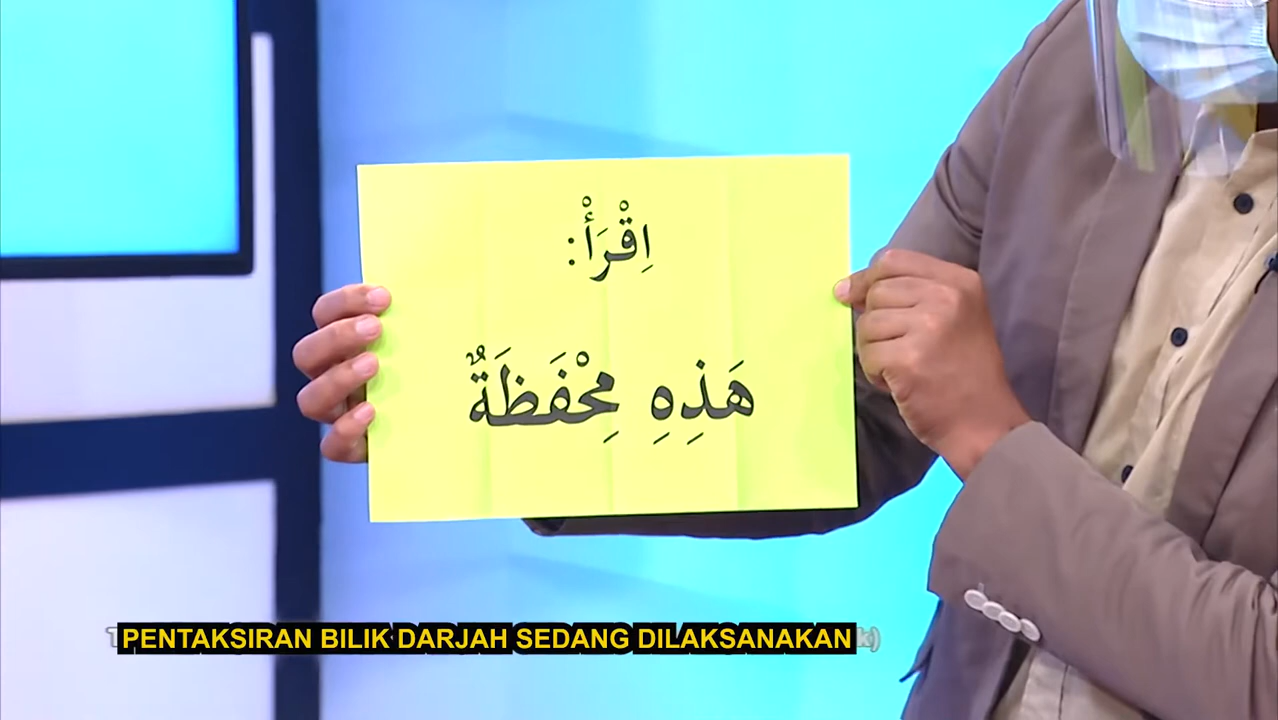 اِقْرَأْ:
هَذِهِ مِحْفَظَةٌ
PENTAKSIRAN BILIK DARJAH SEDANG DILAKSANAKAN